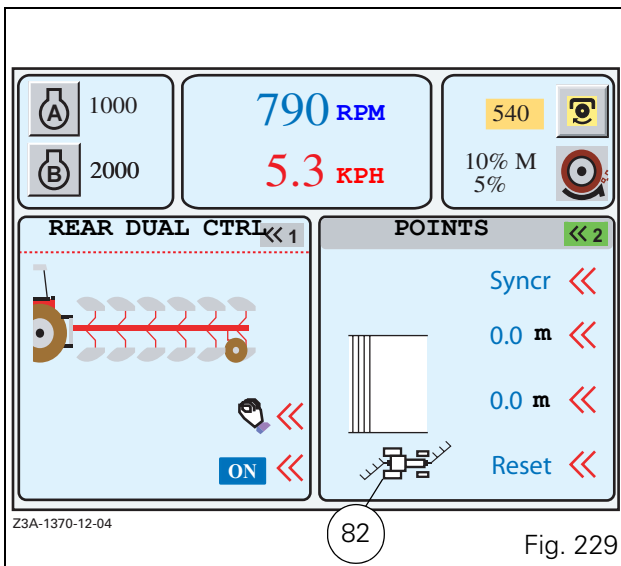 A 1000
B 2000
790 RPM
5.3 KPH
540
10% M
5%
REAR DUAL CTRL << 1
POINTS << 2
Syncr <<
0.0 m <<
0.0 m <<
Reset <<
<<
ON <<
82
Z3A-1370-12-04
Fig. 229